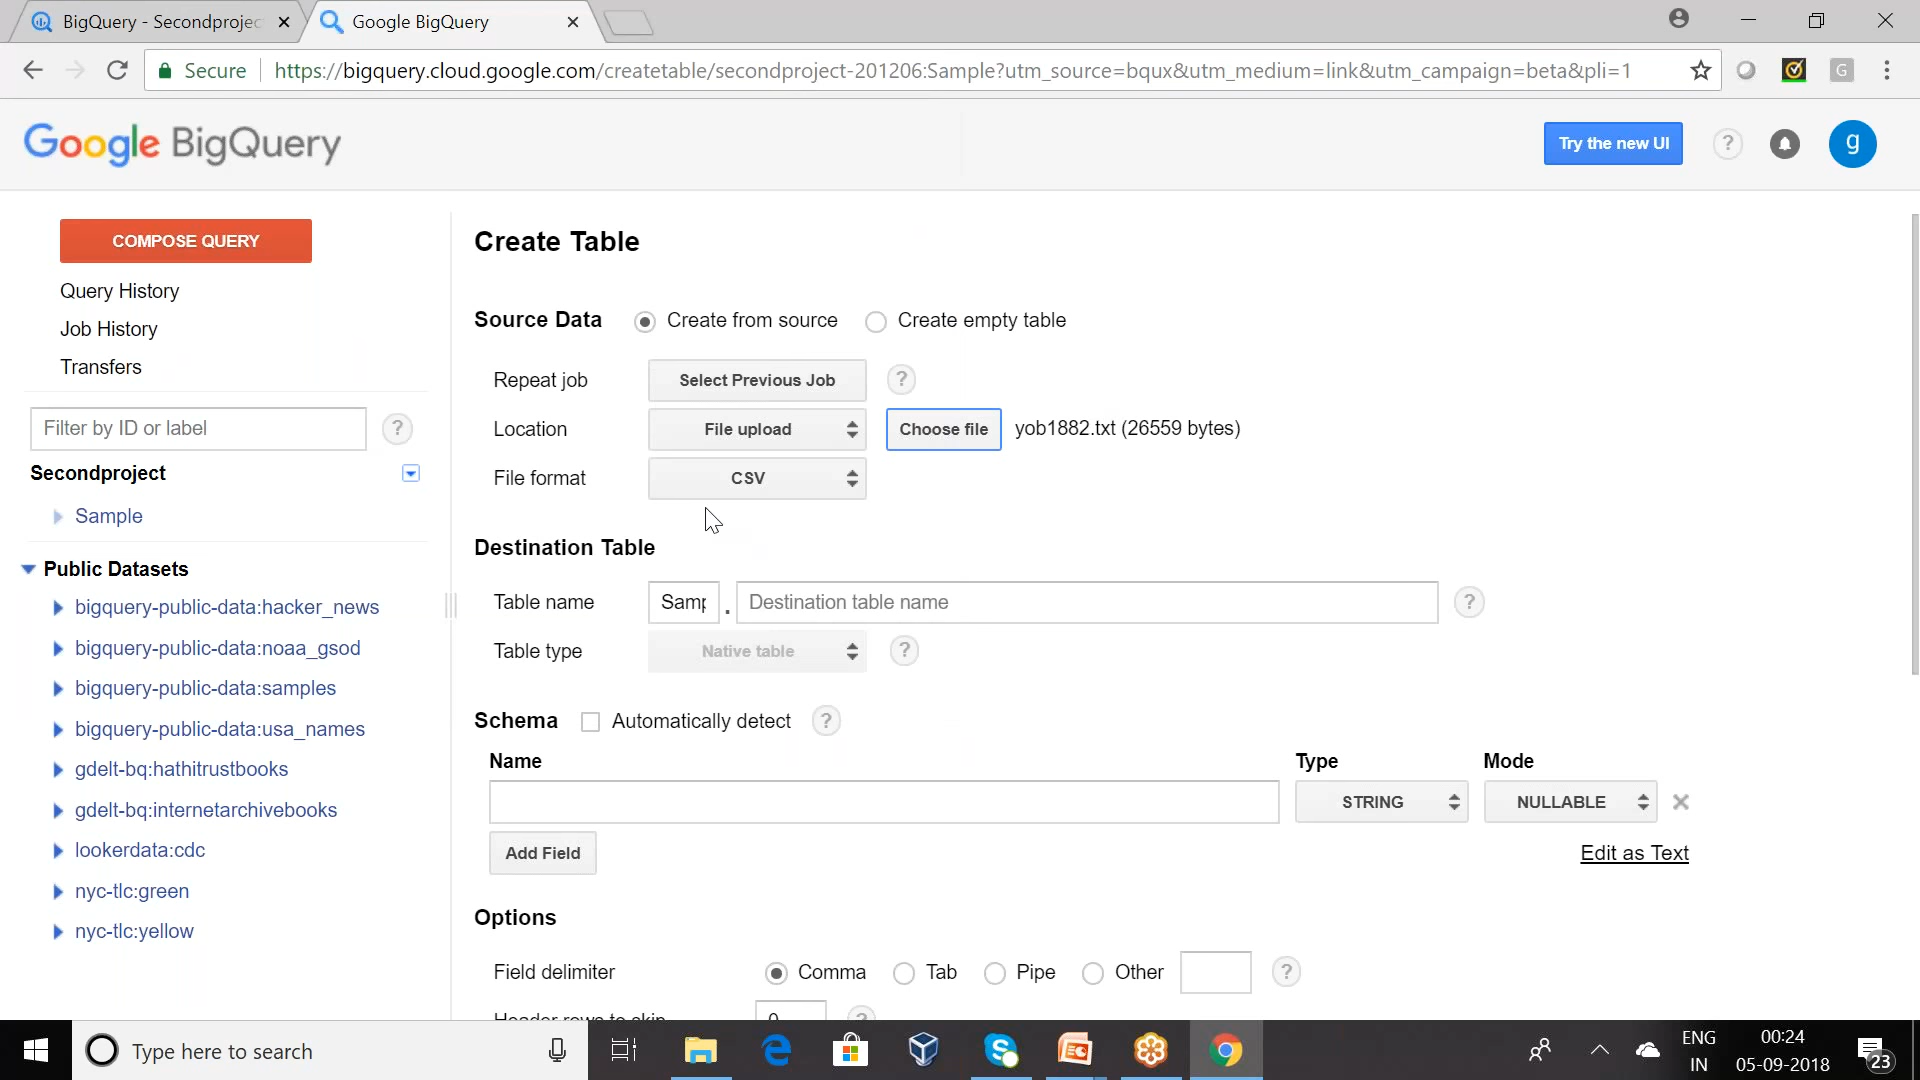 BigQuery - Secondprojec
Google BigQuery
Secure
https://bigquery.cloud.google.com/createtable/secondproject-201206:Sample?utm_source=bqux&utm_medium=link&utm_campaign=beta&pli=1
G
Google BigQuery
Try the new UI
?
g
COMPOSE QUERY
Query History
Job History
Transfers
Filter by ID or label
?
Secondproject
Sample
Public Datasets
bigquery-public-data:hacker_news
bigquery-public-data:noaa_gsod
bigquery-public-data:samples
bigquery-public-data:usa_names
gdelt-bq:hathitrustbooks
gdelt-bq:internetarchivebooks
lookerdata:cdc
nyc-tlc:green
nyc-tlc:yellow
Create Table
Source Data Create from source Create empty table
Repeat job Select Previous Job ?
Location File upload Choose file yob1882.txt (26559 bytes)
File format CSV
Destination Table
Table name Samp . Destination table name ?
Table type Native table ?
Schema Automatically detect ?
Name Type Mode
STRING NULLABLE
Add Field Edit as Text
Options
Field delimiter Comma Tab Pipe Other ?
Header rows to skip 0 ?
Type here to search
ENG
IN
00:24
05-09-2018
23